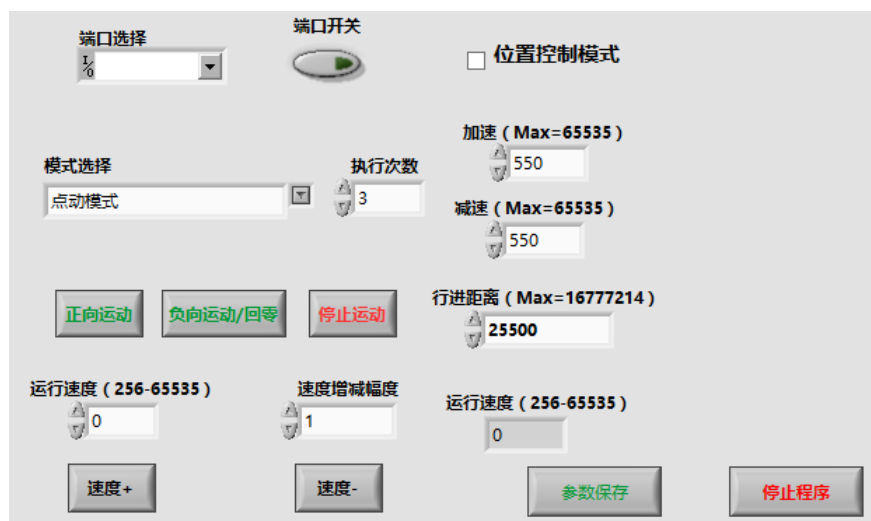 端口选择
端口开关
I/0
位置控制模式
加速（Max=65535）
550
模式选择
执行次数
点动模式
3
减速（Max=65535）
550
正向运动
负向运动/回零
停止运动
行进距离（Max=16777214）
25500
运行速度（256-65535）
速度增减幅度
0
1
运行速度（256-65535）
0
速度+
速度-
参数保存
停止程序